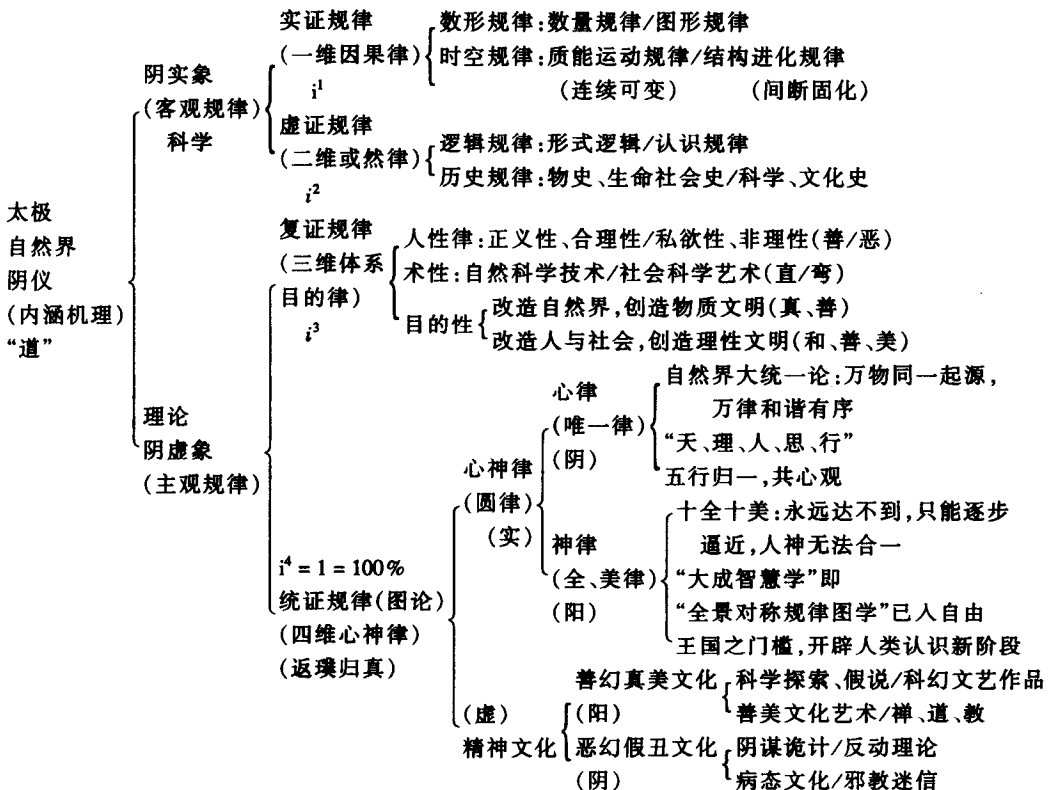 实证规律
(一维因果律)
i¹
数形规律:数量规律/图形规律
时空规律:质能运动规律/结构进化规律
(连续可变) (间断固化)
阴实象
(客观规律)
科学
虚证规律
(二维或然律)
i²
逻辑规律:形式逻辑/认识规律
历史规律:物史、生命社会史/科学、文化史
太极
自然界
阴仪
(内涵机理)
“道”
复证规律
(三维体系
目的律)
i³
人性律:正义性、合理性/私欲性、非理性(善/恶)
术性:自然科学技术/社会科学艺术(直/弯)
目的性
改造自然界,创造物质文明(真、善)
改造人与社会,创造理性文明(和、善、美)
理论
阴虚象
(主观规律)
心律
(唯一律)
(阴)
自然界大统一论:万物同一起源,
万律和谐有序
“天、理、人、思、行”
五行归一,共心观
心神律
(圆律)
(实)
神律
(全、美律)
(阳)
十全十美:永远达不到,只能逐步
逼近,人神无法合一
“大成智慧学”即
“全景对称规律图学”已入自由
王国之门槛,开辟人类认识新阶段
i⁴=1=100%
统证规律(图论)
(四维心神律)
(返璞归真)
(虚)
精神文化
善幻真美文化
(阳)
科学探索、假说/科幻文艺作品
善美文化艺术/禅、道、教
恶幻假丑文化
(阴)
阴谋诡计/反动理论
病态文化/邪教迷信